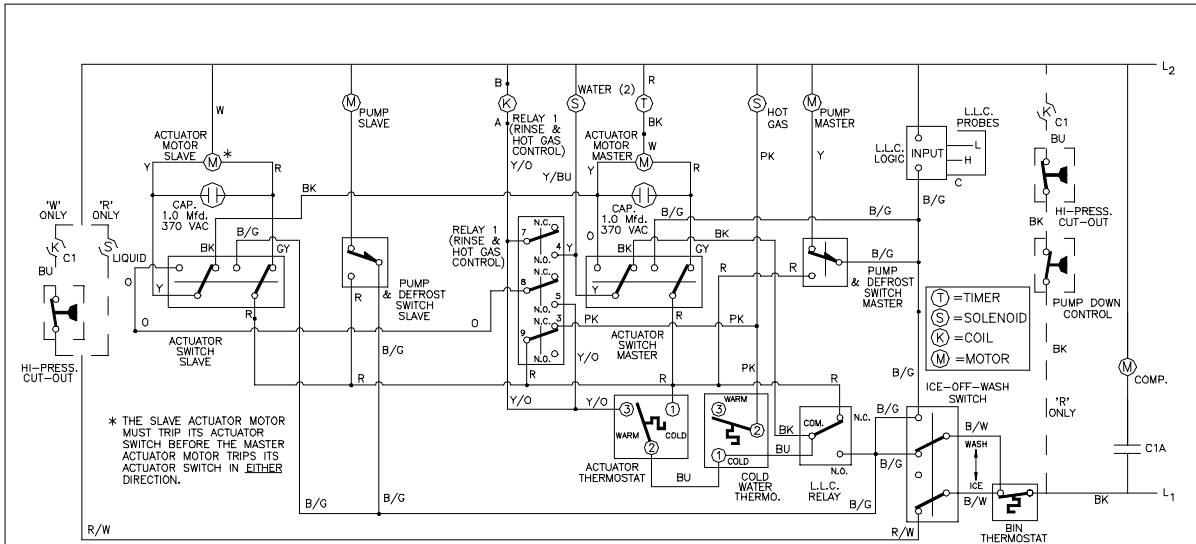 L2
B
R
WATER (2)
K
S
T
S
M
M
W
M
PUMP
SLAVE
A
RELAY 1
(RINSE &
HOT GAS
CONTROL)
BK
HOT
GAS
PUMP
MASTER
K
C1
L.L.C.
PROBES
ACTUATOR
MOTOR
SLAVE
M
*
Y
R
Y/O
Y/BU
ACTUATOR
MOTOR
MASTER
W
M
Y
R
PK
Y
L.L.C.
LOGIC
INPUT
L
H
C
BU
CAP.
1.0 Mfd.
370 VAC
BK
CAP.
1.0 Mfd.
370 VAC
B/G
B/G
B/G
HI-PRESS.
CUT-OUT
BK
'W'
ONLY
'R'
ONLY
K
C1
S
LIQUID
BU
BK
B/G
GY
RELAY 1
(RINSE &
HOT GAS
CONTROL)
7
N.C.
4
N.O.
Y
O
BK
GY
R
B/G
PUMP
& DEFROST
SWITCH
MASTER
O
Y
R
8
N.C.
5
N.O.
Y
R
PUMP
& DEFROST
SWITCH
SLAVE
R
B/G
O
O
9
N.C.
3
N.O.
PK
PK
R
Y/O
PK
HI-PRESS.
CUT-OUT
ACTUATOR
SWITCH
SLAVE
ACTUATOR
SWITCH
MASTER
PUMP DOWN
CONTROL
BK
T =TIMER
S =SOLENOID
K =COIL
M =MOTOR
M
COMP.
R
R
R
R
R
B/G
ICE-OFF-WASH
SWITCH
'R'
ONLY
Y/O
Y/O
3
1
WARM
COLD
2
ACTUATOR
THERMOSTAT
BU
WARM
3
2
1
COLD
COLD
WATER
THERMO.
BK
BU
COM.
N.C.
N.O.
L.L.C.
RELAY
B/G
B/G
B/W
WASH
ICE
B/W
C1A
* THE SLAVE ACTUATOR MOTOR
MUST TRIP ITS ACTUATOR
SWITCH BEFORE THE MASTER
ACTUATOR MOTOR TRIPS ITS
ACTUATOR SWITCH IN EITHER
DIRECTION.
B/G
B/G
B/G
BK
L1
R/W
R/W
BIN
THERMOSTAT